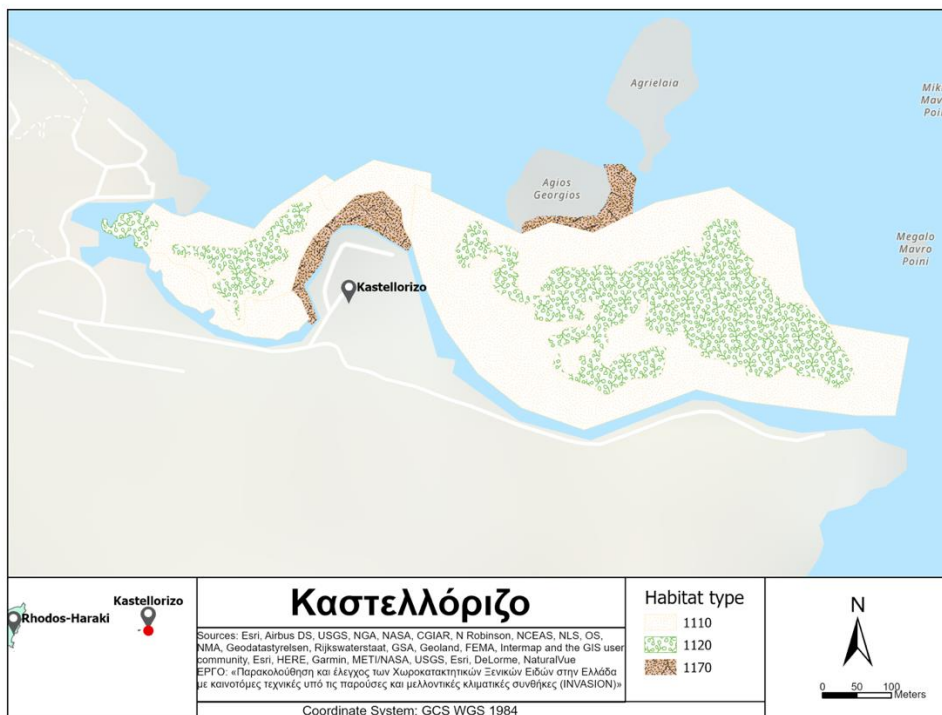 Agrielaia
Mik
Mav
Poi
Agios
Georgios
Megalo
Mavro
Poini
Kastellorizo
Rhodos-Haraki
Kastellorizo
Καστελλόριζο
Sources: Esri, Airbus DS, USGS, NGA, NASA, CGIAR, N Robinson, NCEAS, NLS, OS,
NMA, Geodatastyrelsen, Rijkswaterstaat, GSA, Geoland, FEMA, Intermap and the GIS user
community, Esri, HERE, Garmin, METI/NASA, USGS, Esri, DeLorme, NaturalVue
ΕΡΓΟ: «Παρακολούθηση και έλεγχος των Χωροκατακτητικών Ξενικών Ειδών στην Ελλάδα
με καινοτόμες τεχνικές υπό τις παρούσες και μελλοντικές κλιματικές συνθήκες (INVASION)»
Coordinate System: GCS WGS 1984
Habitat type
1110
1120
1170
N
0 50 100
Meters